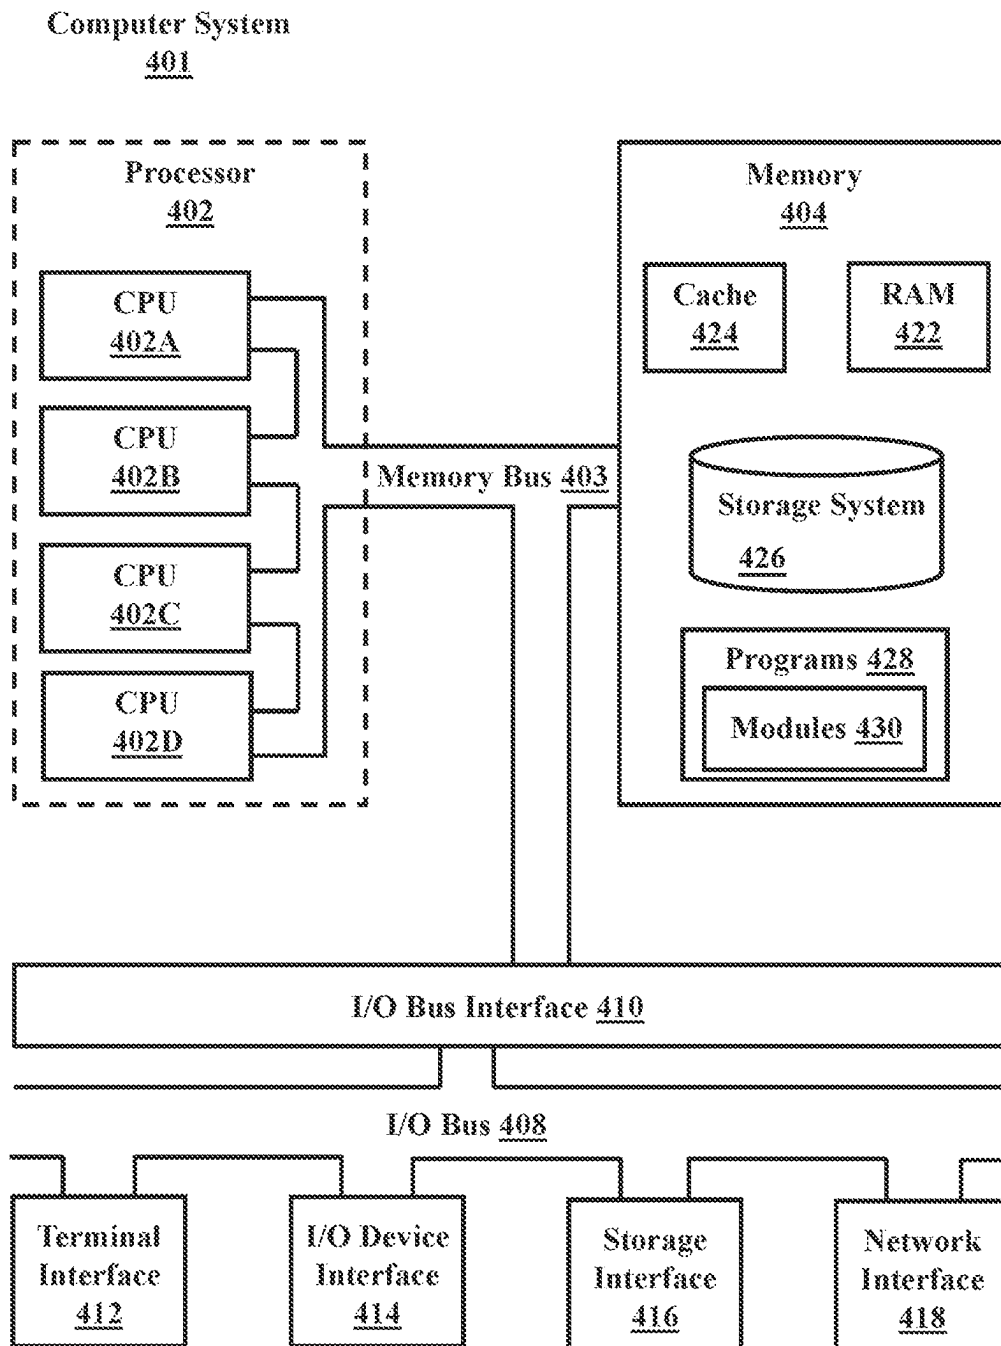 Computer System
401
Processor
402
CPU
402A
CPU
402B
CPU
402C
CPU
402D
Memory Bus 403
Memory
404
Cache
424
RAM
422
Storage System
426
Programs 428
Modules 430
I/O Bus Interface 410
I/O Bus 408
Terminal
Interface
412
I/O Device
Interface
414
Storage
Interface
416
Network
Interface
418